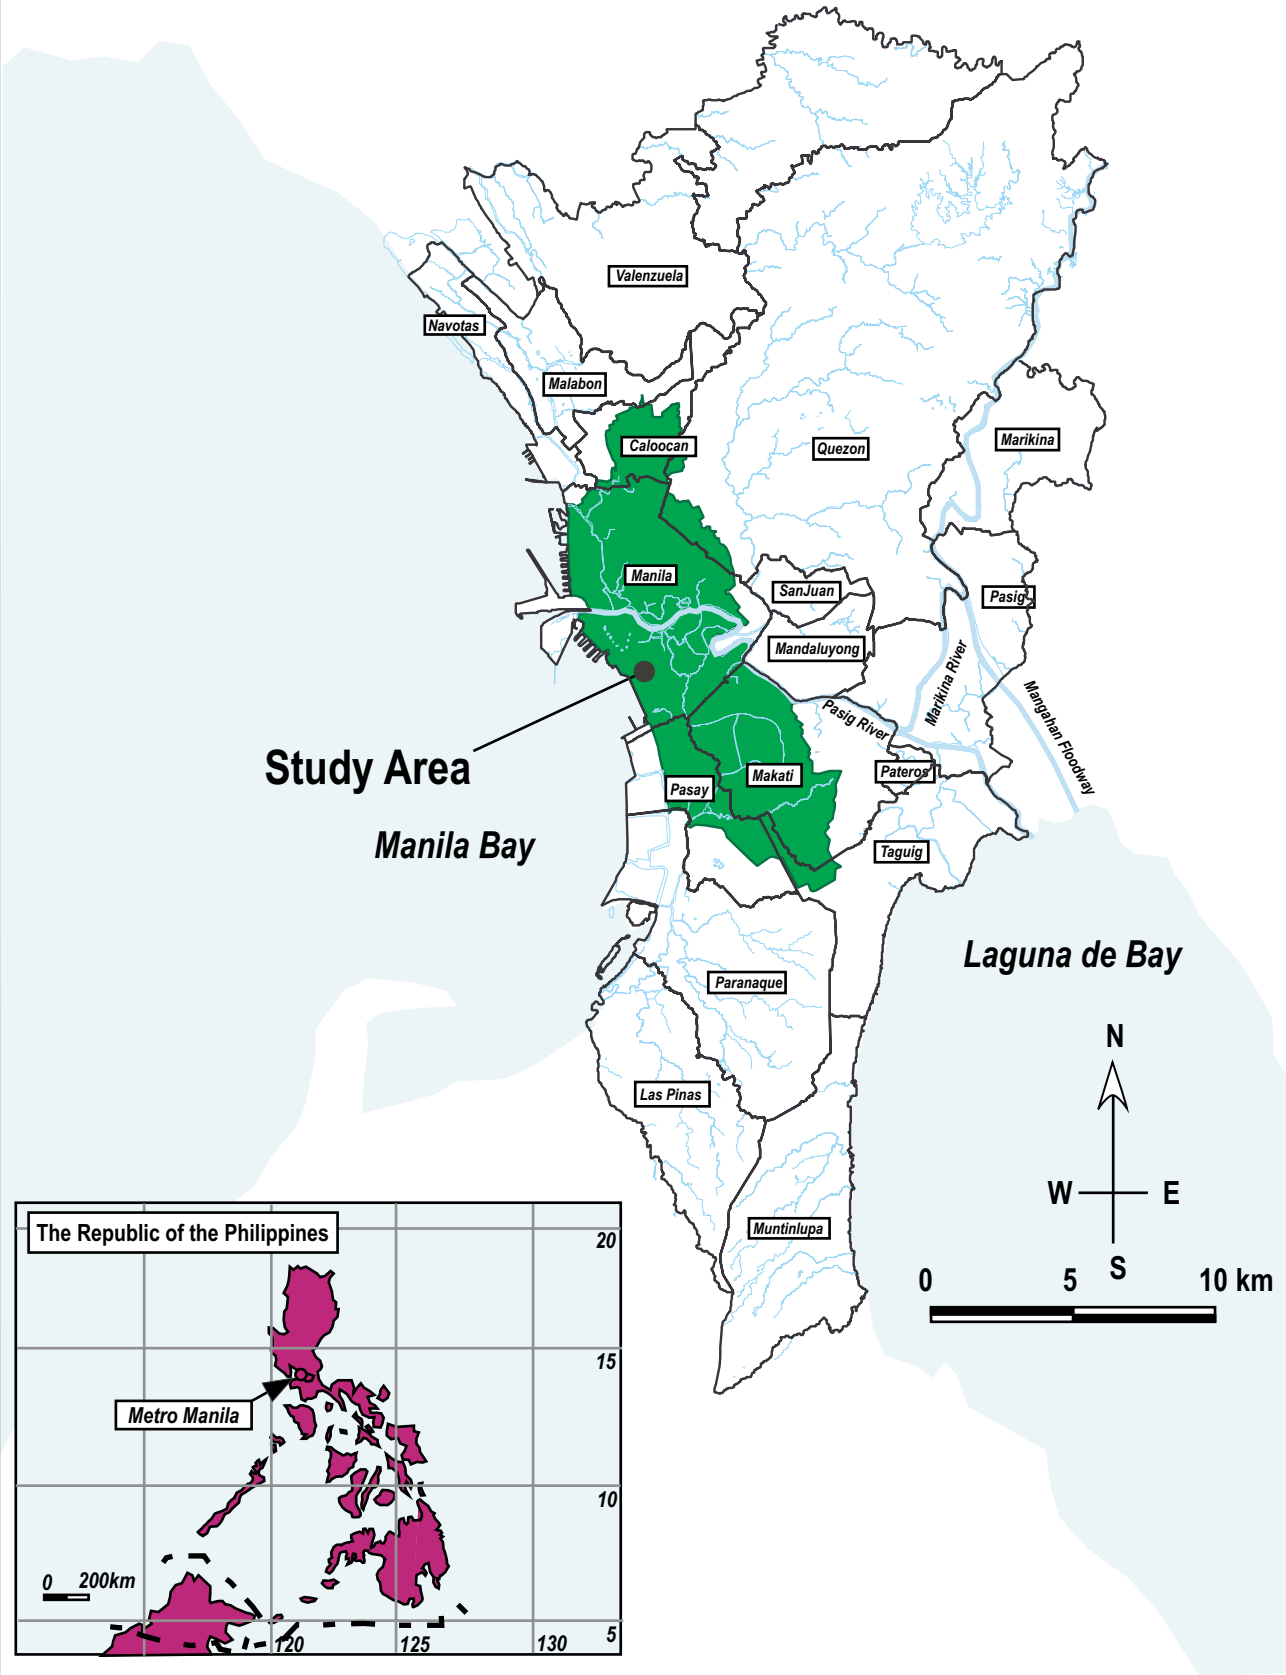 Valenzuela
Navotas
Malabon
Caloocan
Quezon
Marikina
Manila
SanJuan
Pasig
Mandaluyong
Marikina River
Mangahan Floodway
Pasig River
Study Area
Pasay
Makati
Pateros
Manila Bay
Taguig
Laguna de Bay
Paranaque
N
Las Pinas
W
E
Muntinlupa
S
0 5 10 km
The Republic of the Philippines
20
15
Metro Manila
10
0 200km
5
120 125 130